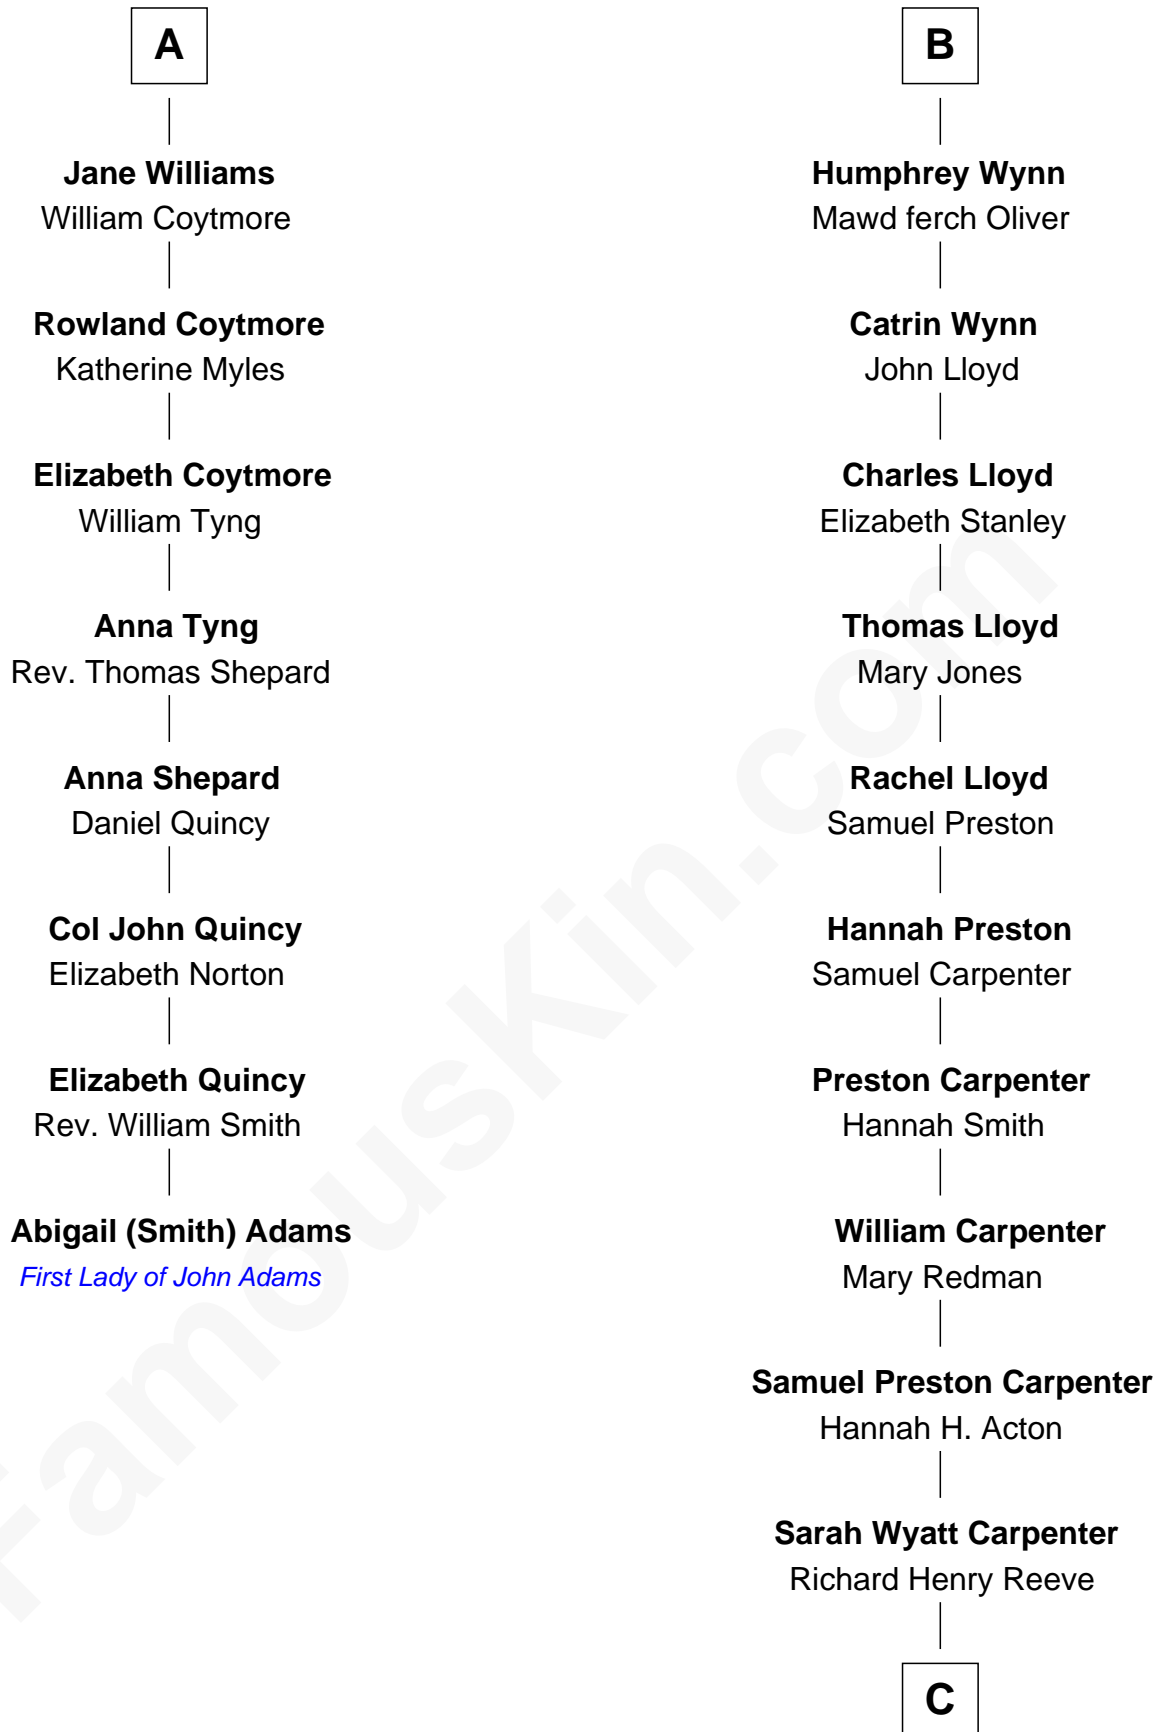 A
Jane Williams
William Coytmore
Rowland Coytmore
Katherine Myles
Elizabeth Coytmore
William Tyng
Anna Tyng
Rev. Thomas Shepard
Anna Shepard
Daniel Quincy
Col John Quincy
Elizabeth Norton
Elizabeth Quincy
Rev. William Smith
Abigail (Smith) Adams
First Lady of John Adams
B
Humphrey Wynn
Mawd ferch Oliver
Catrin Wynn
John Lloyd
Charles Lloyd
Elizabeth Stanley
Thomas Lloyd
Mary Jones
Rachel Lloyd
Samuel Preston
Hannah Preston
Samuel Carpenter
Preston Carpenter
Hannah Smith
William Carpenter
Mary Redman
Samuel Preston Carpenter
Hannah H. Acton
Sarah Wyatt Carpenter
Richard Henry Reeve
C
FamousKin.com